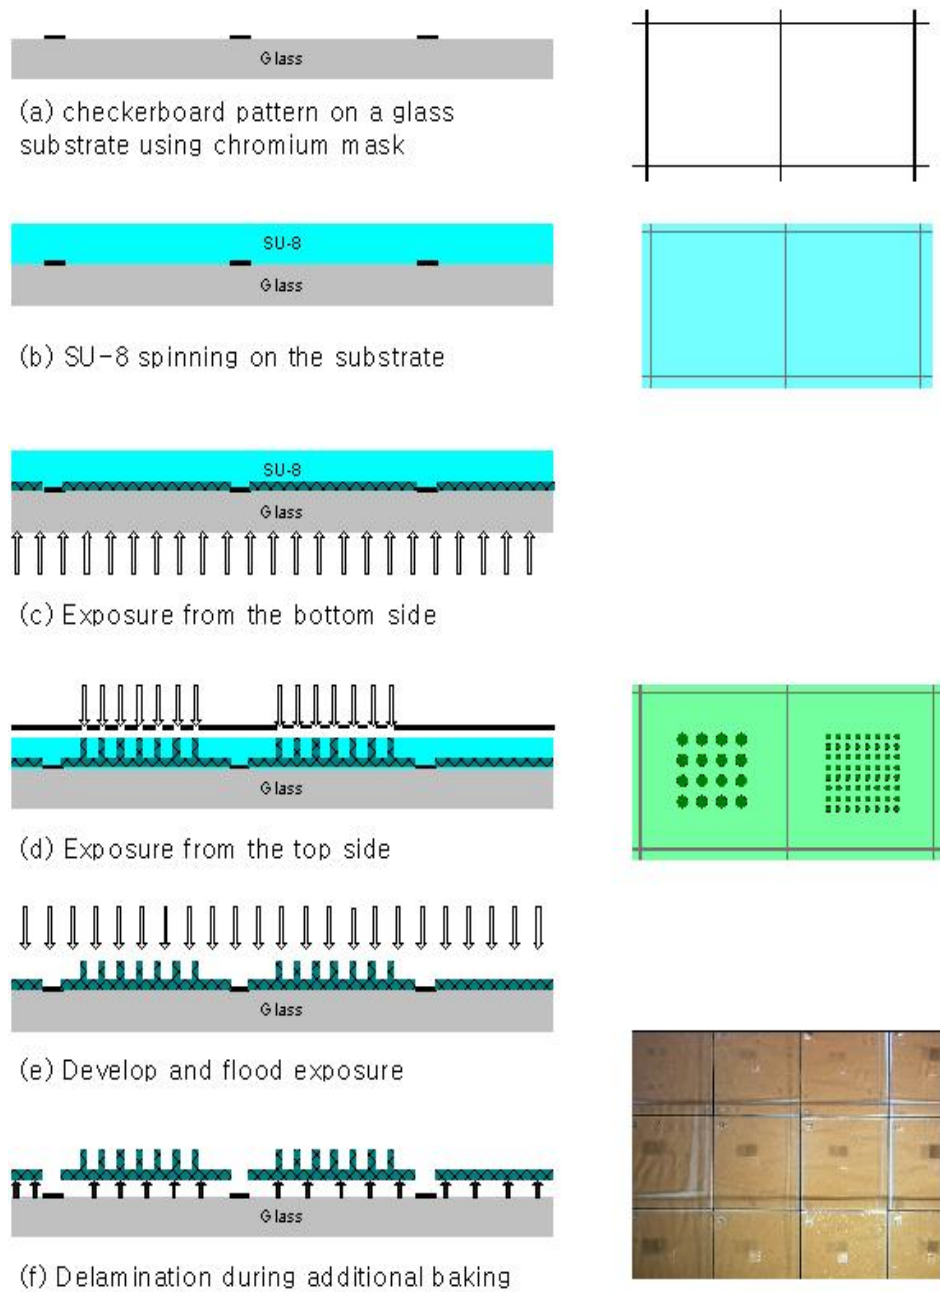 Glass
(a) checkerboard pattern on a glass
substrate using chromium mask
SU-8
Glass
(b) SU-8 spinning on the substrate
SU-8
Glass
(c) Exposure from the bottom side
Glass
(d) Exposure from the top side
Glass
(e) Develop and flood exposure
Glass
(f) Delamination during additional baking